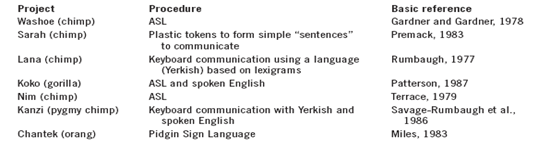 Project Procedure Basic reference
Washoe (chimp) ASL Gardner and Gardner, 1978
Sarah (chimp) Plastic tokens to form simple “sentences” Premack, 1983
to communicate
Lana (chimp) Keyboard communication using a language Rumbaugh, 1977
(Yerkish) based on lexigrams
Koko (gorilla) ASL and spoken English Patterson, 1987
Nim (chimp) ASL Terrace, 1979
Kanzi (pygmy chimp) Keyboard communication with Yerkish and Savage-Rumbaugh et al.,
spoken English 1986
Chantek (orang) Pidgin Sign Language Miles, 1983